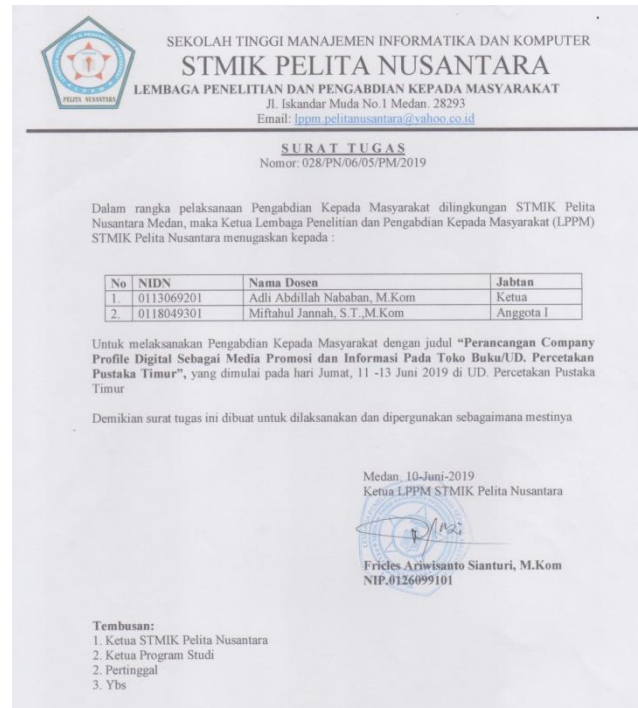 SEKOLAH TINGGI MANAJEMEN INFORMATIKA DAN KOMPUTER
STMIK PELITA NUSANTARA
LEMBAGA PENELITIAN DAN PENGABDIAN KEPADA MASYARAKAT
Jl. Iskandar Muda No.1 Medan. 28293
Email: lppm.pelitanusantara@yahoo.co.id
PELITA NUSANTARA
SURAT TUGAS
Nomor: 028/PN/06/05/PM/2019
Dalam rangka pelaksanaan Pengabdian Kepada Masyarakat dilingkungan STMIK Pelita
Nusantara Medan, maka Ketua Lembaga Penelitian dan Pengabdian Kepada Masyarakat (LPPM)
STMIK Pelita Nusantara menugaskan kepada :
No NIDN Nama Dosen Jabtan
1. 0113069201 Adli Abdillah Nababan, M.Kom Ketua
2. 0118049301 Miftahul Jannah, S.T.,M.Kom Anggota I
Untuk melaksanakan Pengabdian Kepada Masyarakat dengan judul “Perancangan Company
Profile Digital Sebagai Media Promosi dan Informasi Pada Toko Buku/UD. Percetakan
Pustaka Timur”, yang dimulai pada hari Jumat, 11 -13 Juni 2019 di UD. Percetakan Pustaka
Timur
Demikian surat tugas ini dibuat untuk dilaksanakan dan dipergunakan sebagaimana mestinya
Medan, 10-Juni-2019
Ketua LPPM STMIK Pelita Nusantara
Fricles Ariwisanto Sianturi, M.Kom
NIP.0126099101
Tembusan:
1. Ketua STMIK Pelita Nusantara
2. Ketua Program Studi
2. Pertinggal
3. Ybs